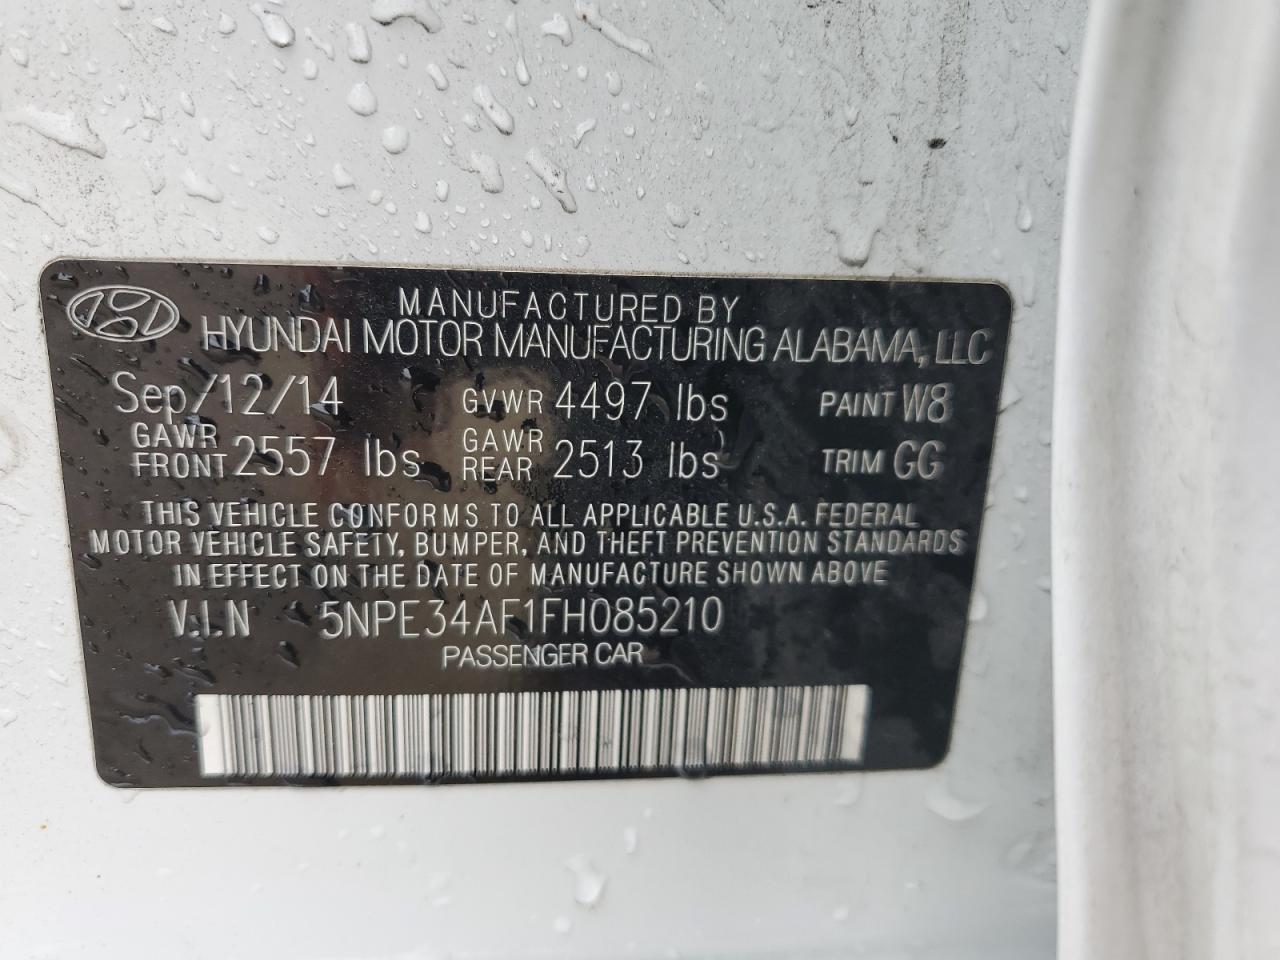 MANUFACTURED BY
HYUNDAI MOTOR MANUFACTURING ALABAMA, LLC
Sep/12/14 GVWR 4497 lbs PAINT W8
GAWR FRONT 2557 lbs GAWR REAR 2513 lbs TRIM GG
THIS VEHICLE CONFORMS TO ALL APPLICABLE U.S.A. FEDERAL
MOTOR VEHICLE SAFETY, BUMPER, AND THEFT PREVENTION STANDARDS
IN EFFECT ON THE DATE OF MANUFACTURE SHOWN ABOVE
V.I.N 5NPE34AF1FH085210
PASSENGER CAR